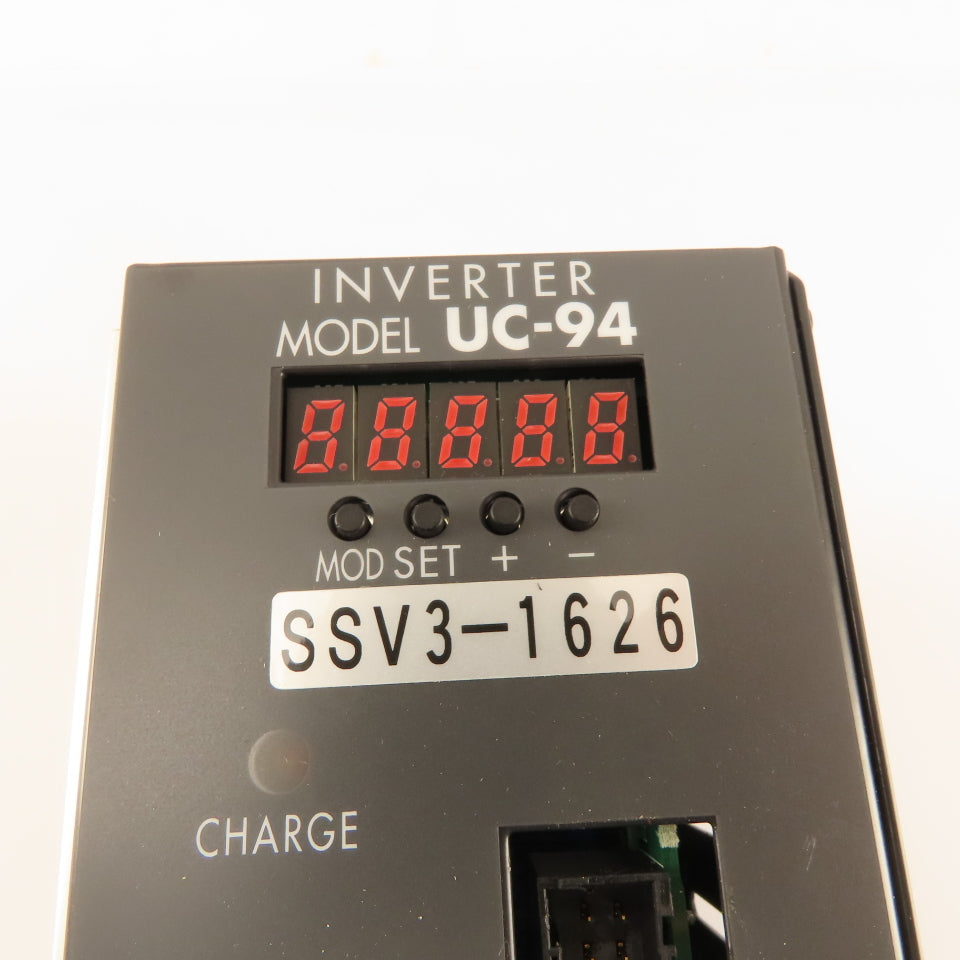 INVERTER
MODEL UC-94
88888
MOD SET + −
SSV3-1626
CHARGE